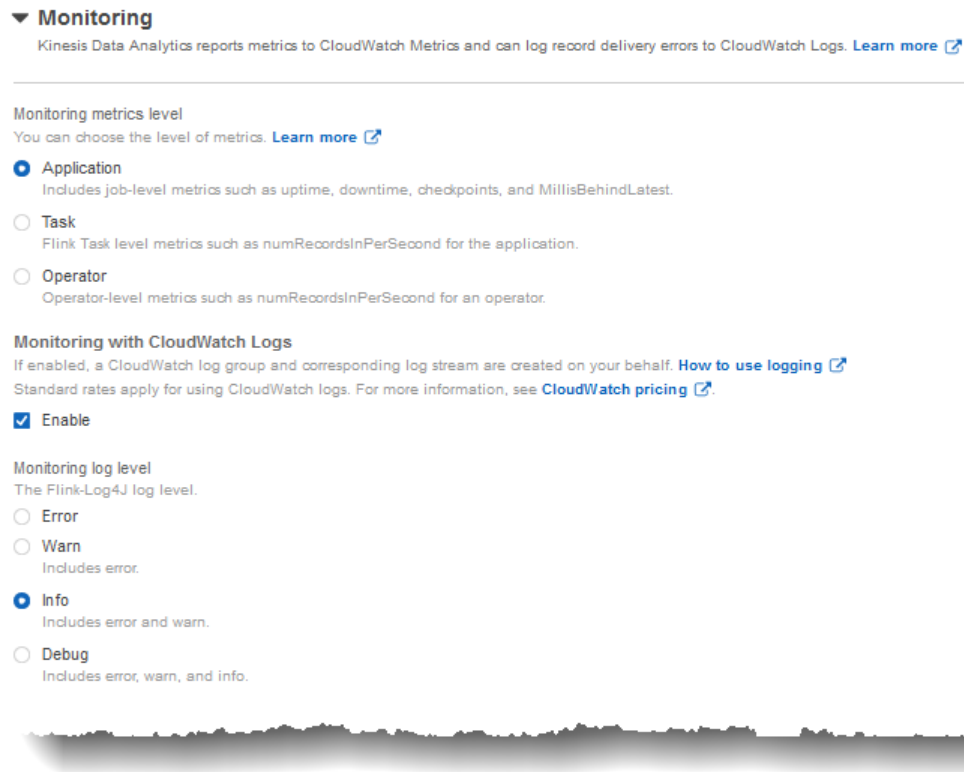 Monitoring
Kinesis Data Analytics reports metrics to CloudWatch Metrics and can log record delivery errors to CloudWatch Logs. Learn more
Monitoring metrics level
You can choose the level of metrics. Learn more
Application
Includes job-level metrics such as uptime, downtime, checkpoints, and MillisBehindLatest.
Task
Flink Task level metrics such as numRecordsInPerSecond for the application.
Operator
Operator-level metrics such as numRecordsInPerSecond for an operator.
Monitoring with CloudWatch Logs
If enabled, a CloudWatch log group and corresponding log stream are created on your behalf. How to use logging
Standard rates apply for using CloudWatch logs. For more information, see CloudWatch pricing.
Enable
Monitoring log level
The Flink-Log4J log level.
Error
Warn
Includes error.
Info
Includes error and warn.
Debug
Includes error, warn, and info.